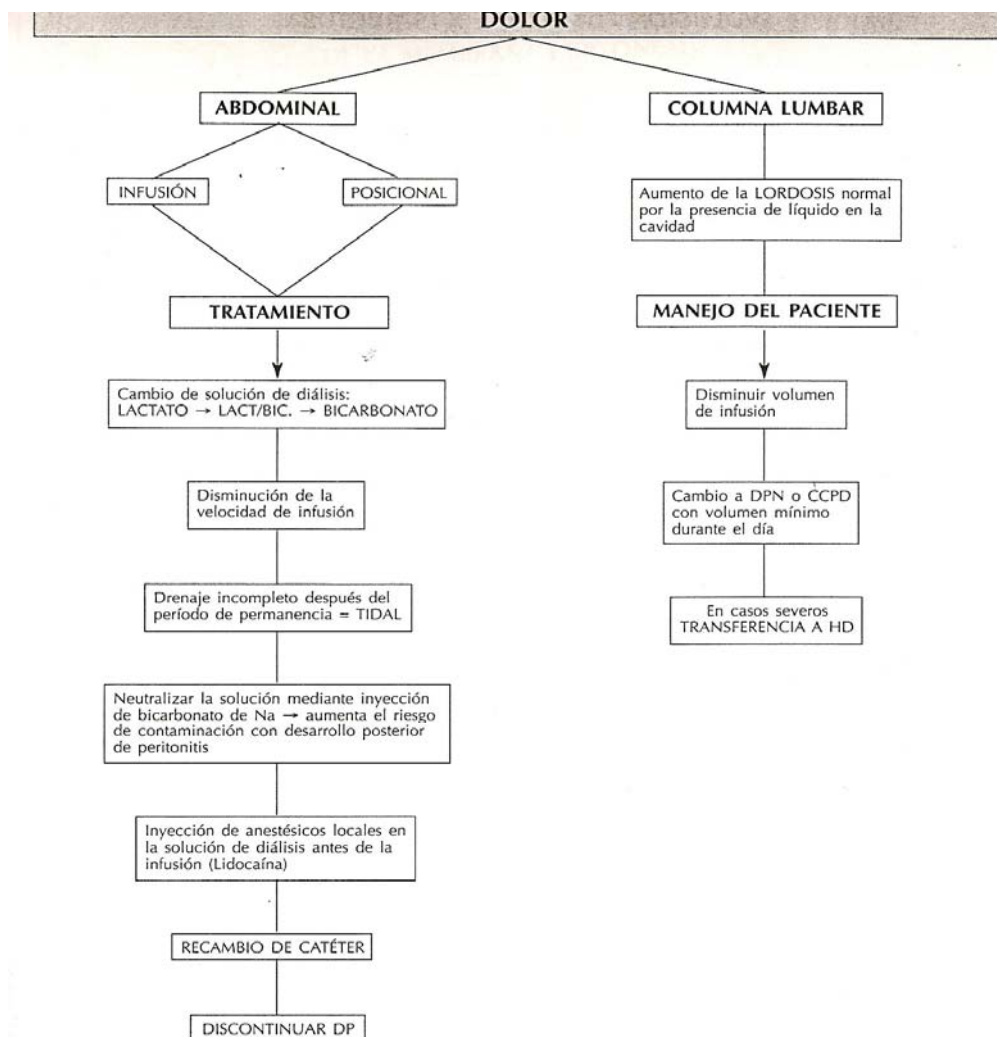 DOLOR
ABDOMINAL
COLUMNA LUMBAR
INFUSIÓN
POSICIONAL
Aumento de la LORDOSIS normal
por la presencia de líquido en la
cavidad
TRATAMIENTO
MANEJO DEL PACIENTE
Cambio de solución de diálisis:
LACTATO → LACT/BIC. → BICARBONATO
Disminuir volumen
de infusión
Disminución de la
velocidad de infusión
Cambio a DPN o CCPD
con volumen mínimo
durante el día
Drenaje incompleto después del
período de permanencia = TIDAL
En casos severos
TRANSFERENCIA A HD
Neutralizar la solución mediante inyección
de bicarbonato de Na → aumenta el riesgo
de contaminación con desarrollo posterior
de peritonitis
Inyección de anestésicos locales en
la solución de diálisis antes de la
infusión (Lidocaína)
RECAMBIO DE CATÉTER
DISCONTINUAR DP